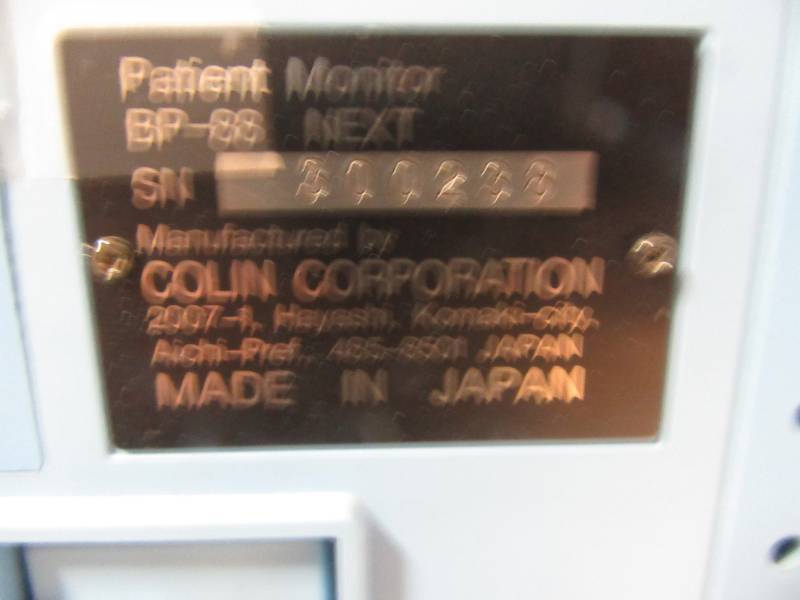 Patient Monitor
BP-88 NEXT
SN
Manufactured by
COLIN CORPORATION
2007-1, Hayashi, Komaki-city,
Aichi-Pref., 485-8501 JAPAN
MADE IN JAPAN